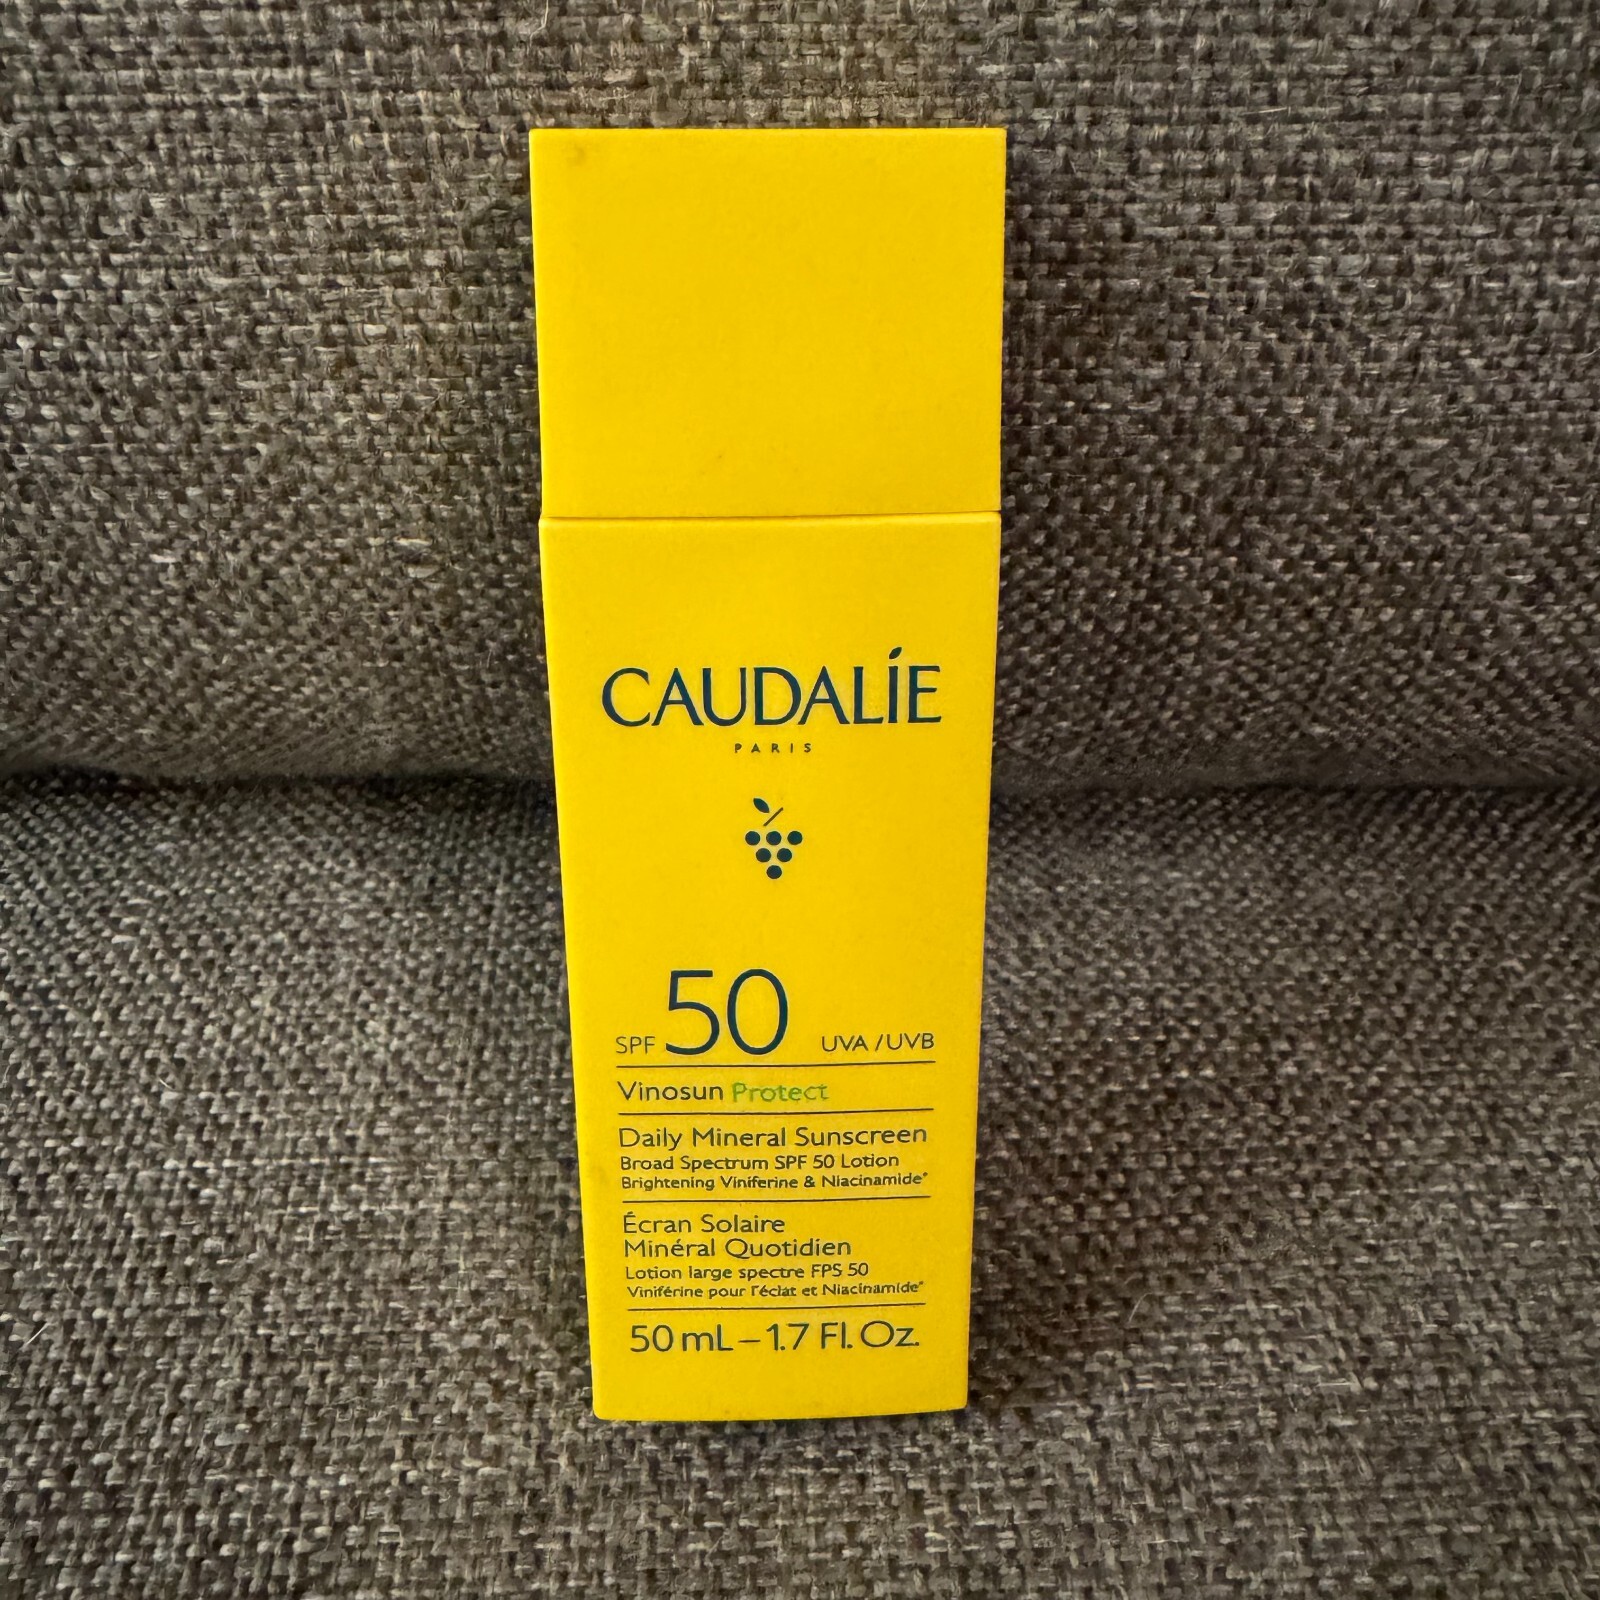 CAUDALÍE
PARIS
SPF 50 UVA /UVB
Vinosun Protect
Daily Mineral Sunscreen
Broad Spectrum SPF 50 Lotion
Brightening Viniferine & Niacinamide*
Écran Solaire
Minéral Quotidien
Lotion large spectre FPS 50
Viniférine pour l'éclat et Niacinamide*
50 mL – 1.7 Fl. Oz.